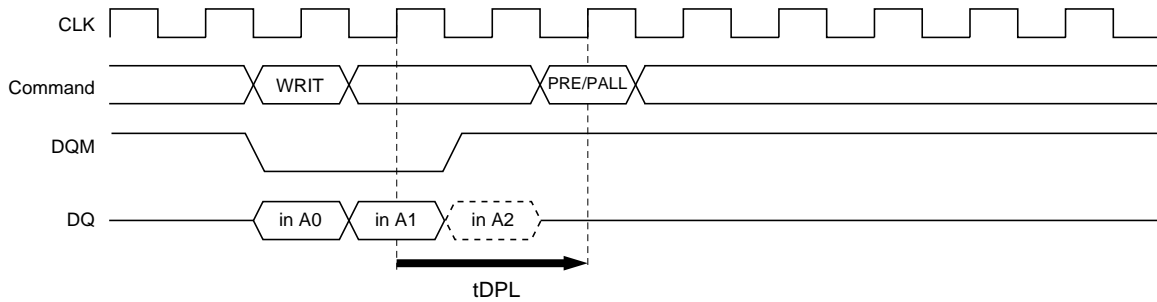 CLK
Command WRIT PRE/PALL
DQM
DQ in A0 in A1 in A2
tDPL